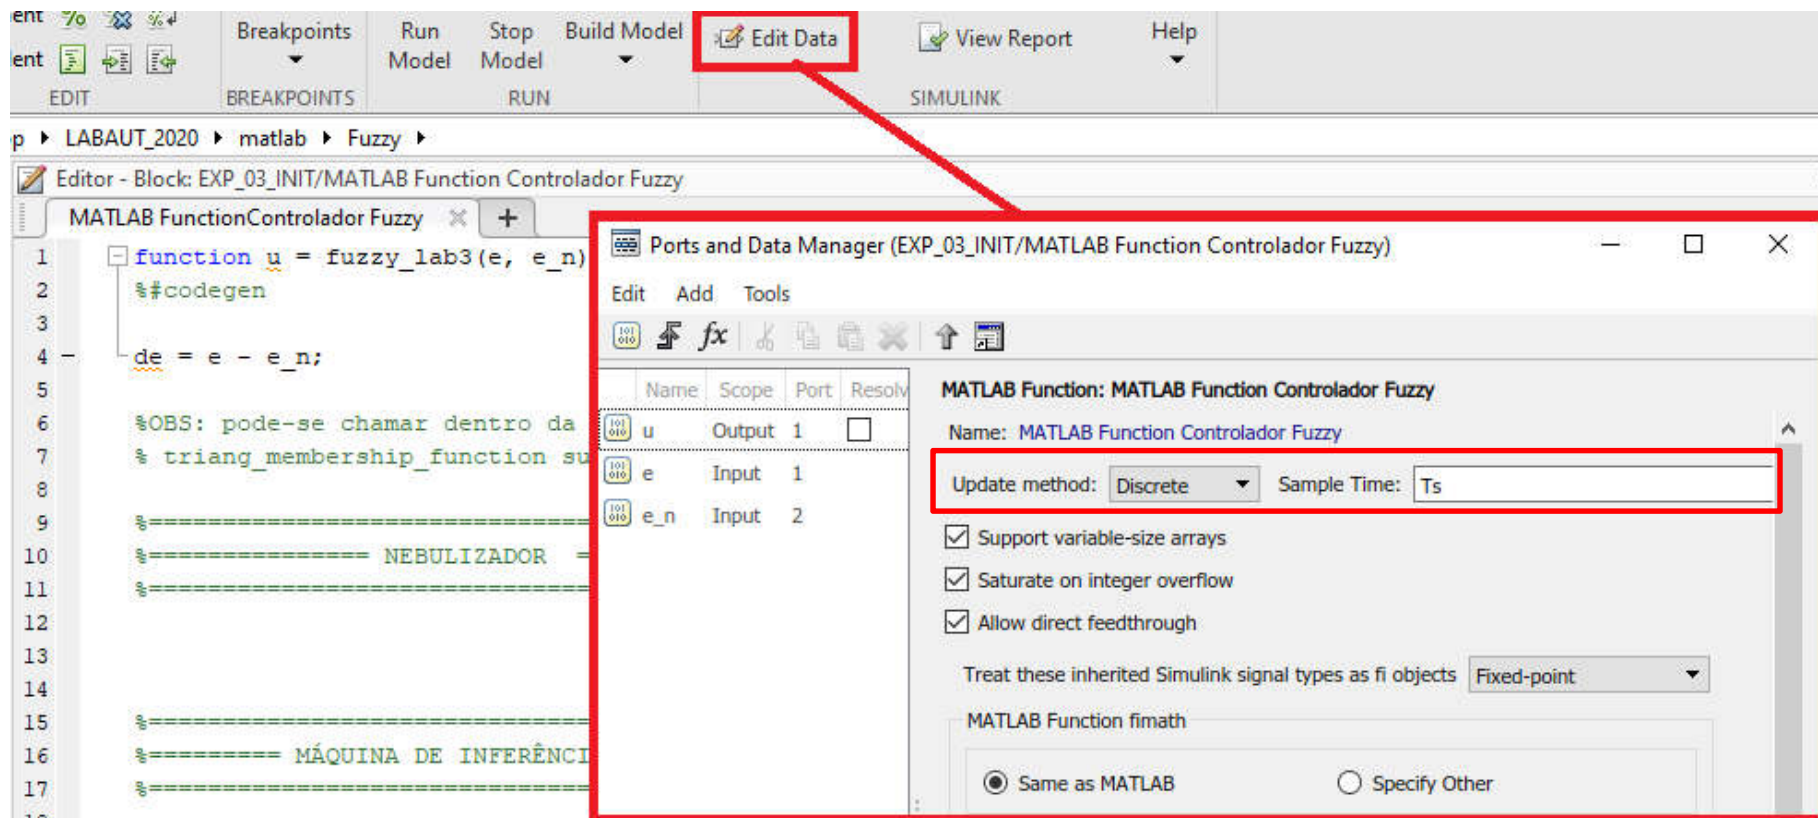 Breakpoints
Run Model
Stop Model
Build Model
Edit Data
View Report
Help
ent
EDIT
BREAKPOINTS
RUN
SIMULINK
LABAUT_2020 matlab Fuzzy
Editor - Block: EXP_03_INIT/MATLAB Function Controlador Fuzzy
MATLAB FunctionControlador Fuzzy
1 function u = fuzzy_lab3(e, e_n)
2 %#codegen
3
4 de = e - e_n;
5
6 %OBS: pode-se chamar dentro da
7 % triang_membership_function su
8
9 %==============================
10 %=============== NEBULIZADOR =
11 %==============================
12
13
14
15 %==============================
16 %========= MÁQUINA DE INFERÊNCI
17 %==============================
Ports and Data Manager (EXP_03_INIT/MATLAB Function Controlador Fuzzy)
Edit Add Tools
Name Scope Port Resolv
u Output 1
e Input 1
e_n Input 2
MATLAB Function: MATLAB Function Controlador Fuzzy
Name: MATLAB Function Controlador Fuzzy
Update method: Discrete Sample Time: Ts
Support variable-size arrays
Saturate on integer overflow
Allow direct feedthrough
Treat these inherited Simulink signal types as fi objects Fixed-point
MATLAB Function fimath
Same as MATLAB Specify Other